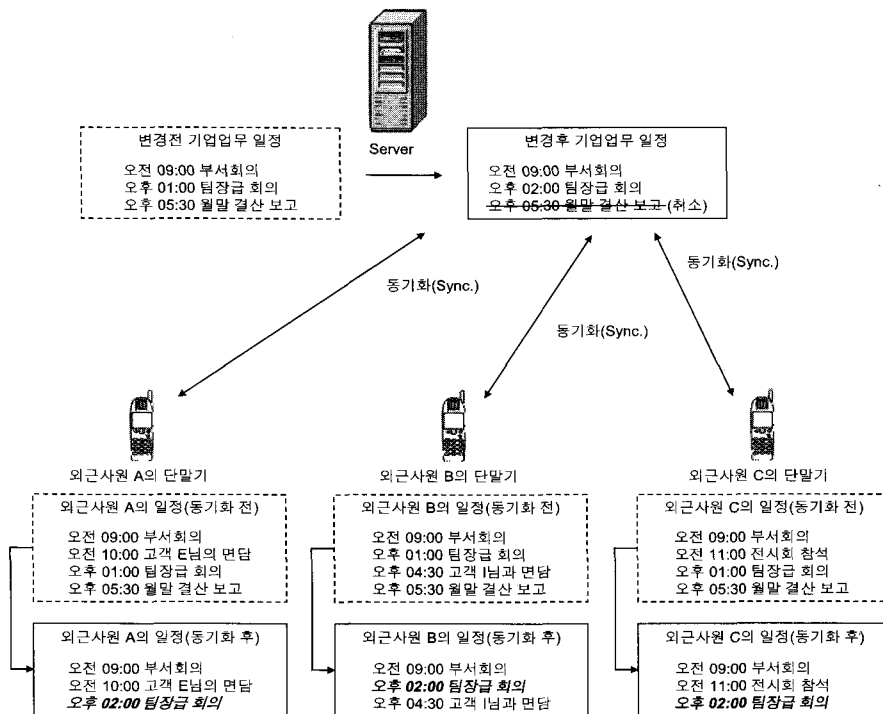 변경전 기업업무 일정
오전 09:00 부서회의
오후 01:00 팀장급 회의
오후 05:30 월말 결산 보고
Server
변경후 기업업무 일정
오전 09:00 부서회의
오후 02:00 팀장급 회의
오후 05:30 월말 결산 보고 (취소)
동기화(Sync.)
동기화(Sync.)
동기화(Sync.)
외근사원 A의 단말기
외근사원 A의 일정(동기화 전)
오전 09:00 부서회의
오전 10:00 고객 E님의 면담
오후 01:00 팀장급 회의
오후 05:30 월말 결산 보고
외근사원 A의 일정(동기화 후)
오전 09:00 부서회의
오전 10:00 고객 E님의 면담
오후 02:00 팀장급 회의
외근사원 B의 단말기
외근사원 B의 일정(동기화 전)
오전 09:00 부서회의
오후 01:00 팀장급 회의
오후 04:30 고객 I님과 면담
오후 05:30 월말 결산 보고
외근사원 B의 일정(동기화 후)
오전 09:00 부서회의
오후 02:00 팀장급 회의
오후 04:30 고객 I님과 면담
외근사원 C의 단말기
외근사원 C의 일정(동기화 전)
오전 09:00 부서회의
오전 11:00 전시회 참석
오후 01:00 팀장급 회의
오후 05:30 월말 결산 보고
외근사원 C의 일정(동기화 후)
오전 09:00 부서회의
오전 11:00 전시회 참석
오후 02:00 팀장급 회의